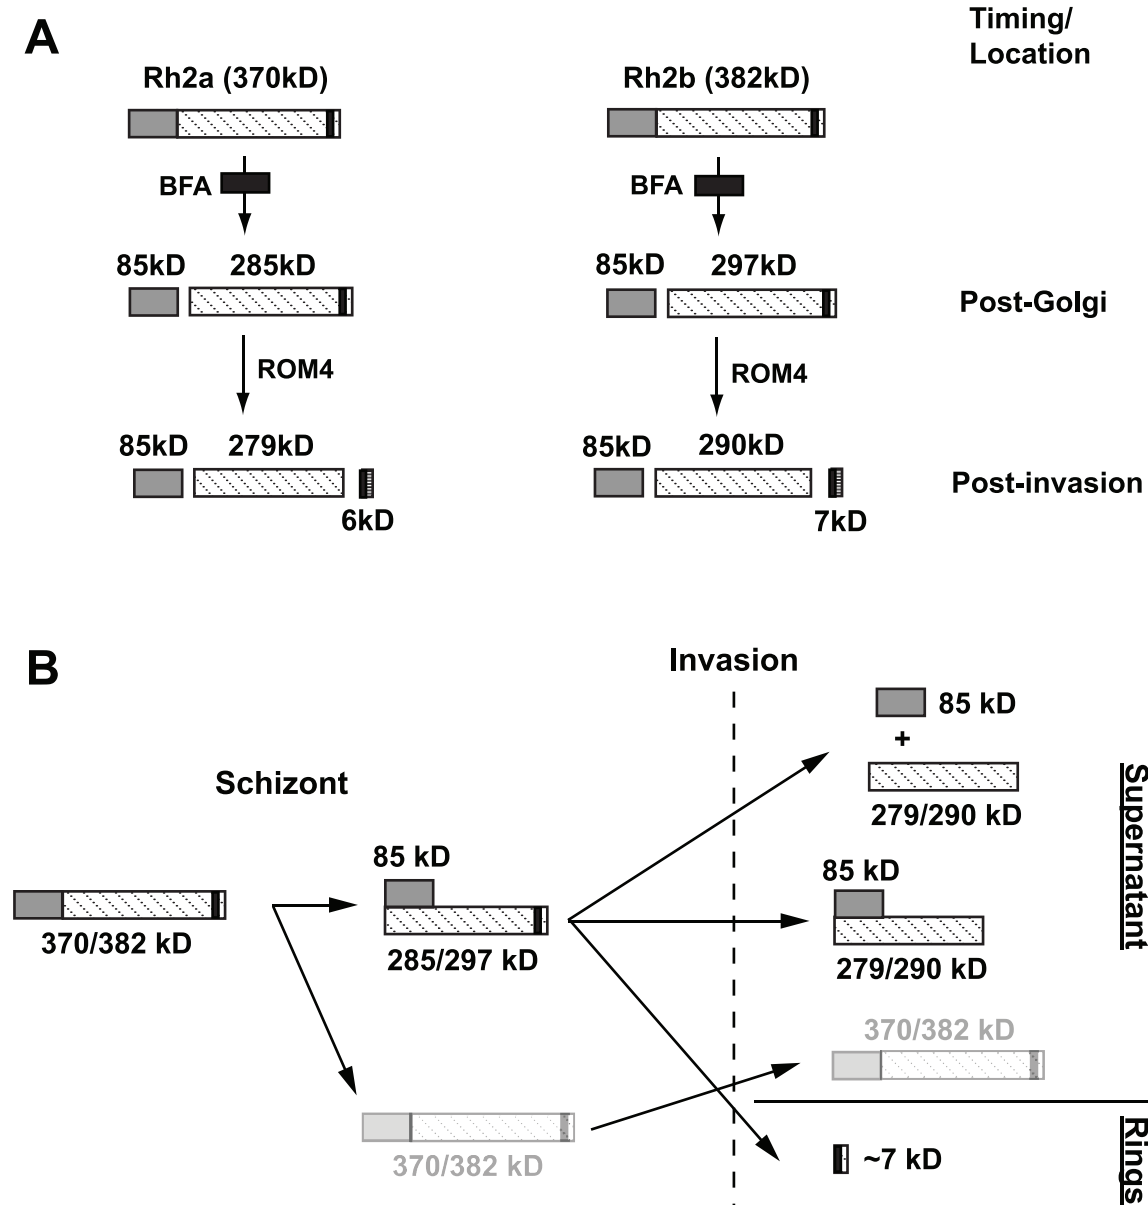 A
Timing/
Location
Rh2a (370kD)
Rh2b (382kD)
BFA
BFA
85kD
285kD
85kD
297kD
Post-Golgi
ROM4
ROM4
85kD
279kD
85kD
290kD
Post-invasion
6kD
7kD
B
Invasion
85 kD
+
Schizont
279/290 kD
Supernatant
85 kD
85 kD
370/382 kD
285/297 kD
279/290 kD
370/382 kD
370/382 kD
~7 kD
Rings